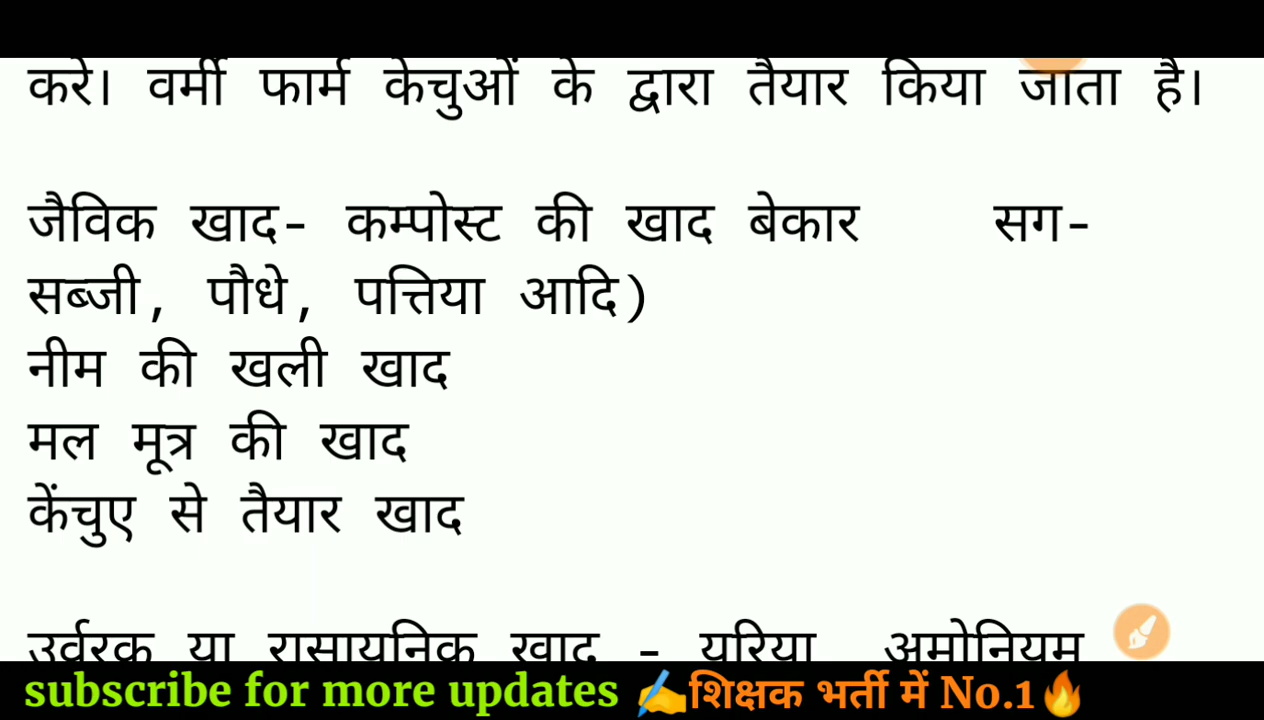 करे। वर्मी फार्म केचुओं के द्वारा तैयार किया जाता है।
जैविक खाद- कम्पोस्ट की खाद बेकार सग-
सब्जी, पौधे, पत्तिया आदि)
नीम की खली खाद
मल मूत्र की खाद
केंचुए से तैयार खाद
उर्वरक या रासायनिक खाद - यूरिया अमोनियम
subscribe for more updates ✍️शिक्षक भर्ती में No.1🔥